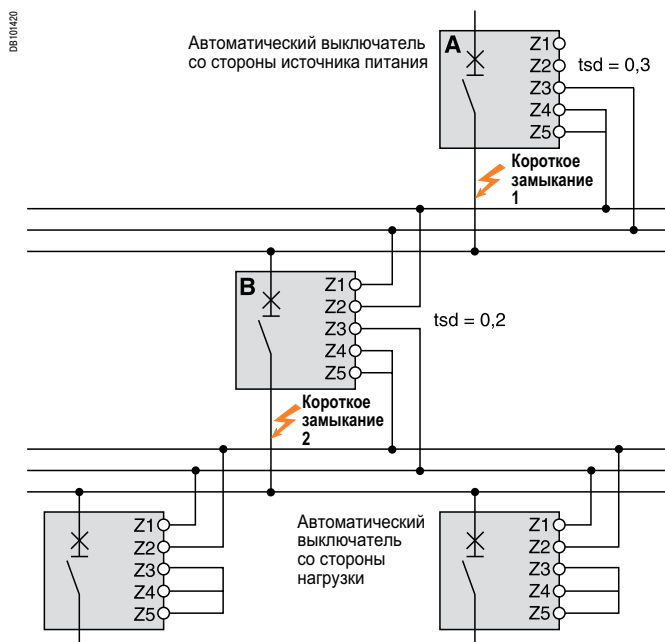 DB101420
Автоматический выключатель
со стороны источника питания
A
Z1
Z2
Z3
Z4
Z5
tsd = 0,3
Короткое
замыкание
1
B
Z1
Z2
Z3
Z4
Z5
tsd = 0,2
Короткое
замыкание
2
Z1
Z2
Z3
Z4
Z5
Автоматический
выключатель
со стороны
нагрузки
Z1
Z2
Z3
Z4
Z5